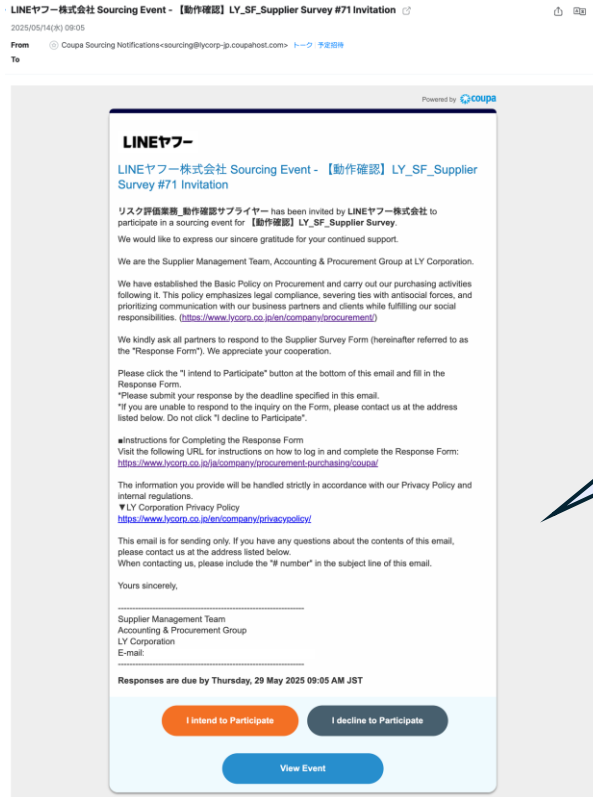 LINEヤフー株式会社 Sourcing Event - 【動作確認】LY_SF_Supplier Survey #71 Invitation
2025/05/14(水) 09:05
From Coupa Sourcing Notifications<sourcing@lycorp-jp.coupahost.com> トーク 予定招待
To
Powered by coupa
LINEヤフー
LINEヤフー株式会社 Sourcing Event - 【動作確認】LY_SF_Supplier
Survey #71 Invitation
リスク評価業務_動作確認サプライヤー has been invited by LINEヤフー株式会社 to
participate in a sourcing event for 【動作確認】LY_SF_Supplier Survey.
We would like to express our sincere gratitude for your continued support.
We are the Supplier Management Team, Accounting & Procurement Group at LY Corporation.
We have established the Basic Policy on Procurement and carry out our purchasing activities
following it. This policy emphasizes legal compliance, severing ties with antisocial forces, and
prioritizing communication with our business partners and clients while fulfilling our social
responsibilities. (https://www.lycorp.co.jp/en/company/procurement/)
We kindly ask all partners to respond to the Supplier Survey Form (hereinafter referred to as
the "Response Form"). We appreciate your cooperation.
Please click the "I intend to Participate" button at the bottom of this email and fill in the
Response Form.
*Please submit your response by the deadline specified in this email.
*If you are unable to respond to the inquiry on the Form, please contact us at the address
listed below. Do not click "I decline to Participate".
■Instructions for Completing the Response Form
Visit the following URL for instructions on how to log in and complete the Response Form:
https://www.lycorp.co.jp/ja/company/procurement-purchasing/coupa/
The information you provide will be handled strictly in accordance with our Privacy Policy and
internal regulations.
▼LY Corporation Privacy Policy
https://www.lycorp.co.jp/en/company/privacypolicy/
This email is for sending only. If you have any questions about the contents of this email,
please contact us at the address listed below.
When contacting us, please include the "# number" in the subject line of this email.
Yours sincerely,
--------------------------------------------------------
Supplier Management Team
Accounting & Procurement Group
LY Corporation
E-mail:
--------------------------------------------------------
Responses are due by Thursday, 29 May 2025 09:05 AM JST
I intend to Participate I decline to Participate
View Event